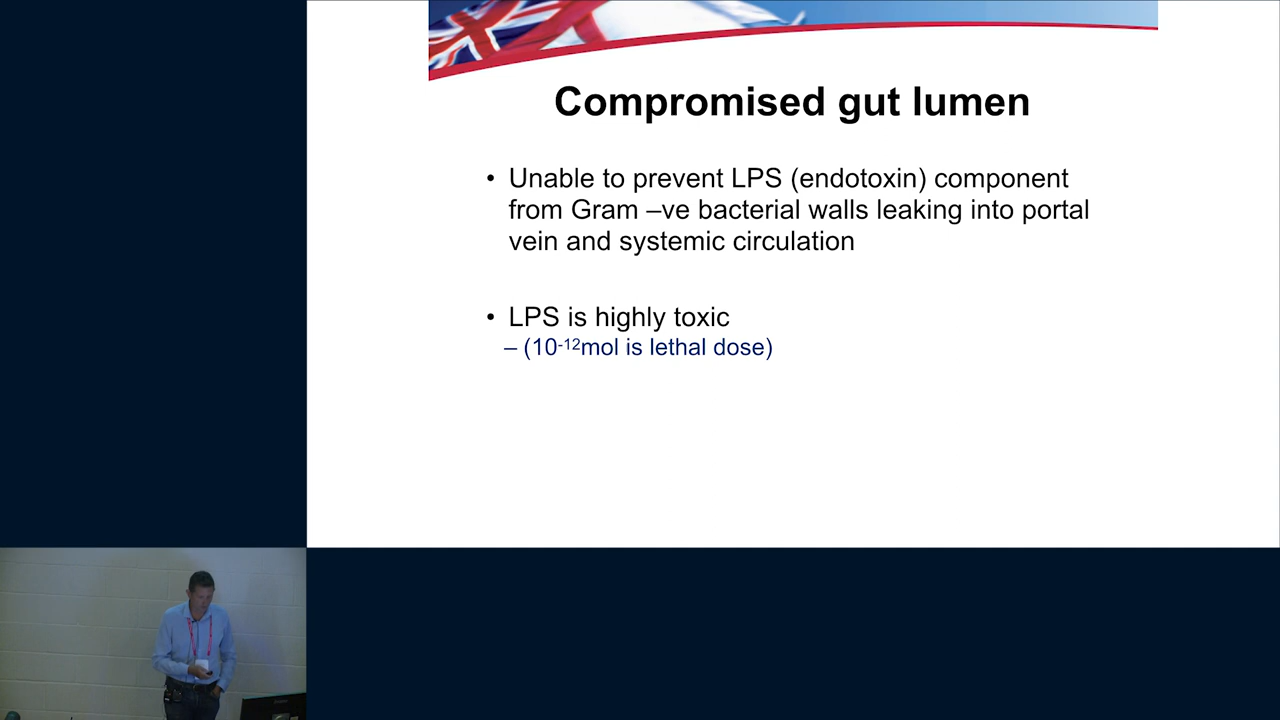 Compromised gut lumen
• Unable to prevent LPS (endotoxin) component
from Gram –ve bacterial walls leaking into portal
vein and systemic circulation
• LPS is highly toxic
– (10-12mol is lethal dose)